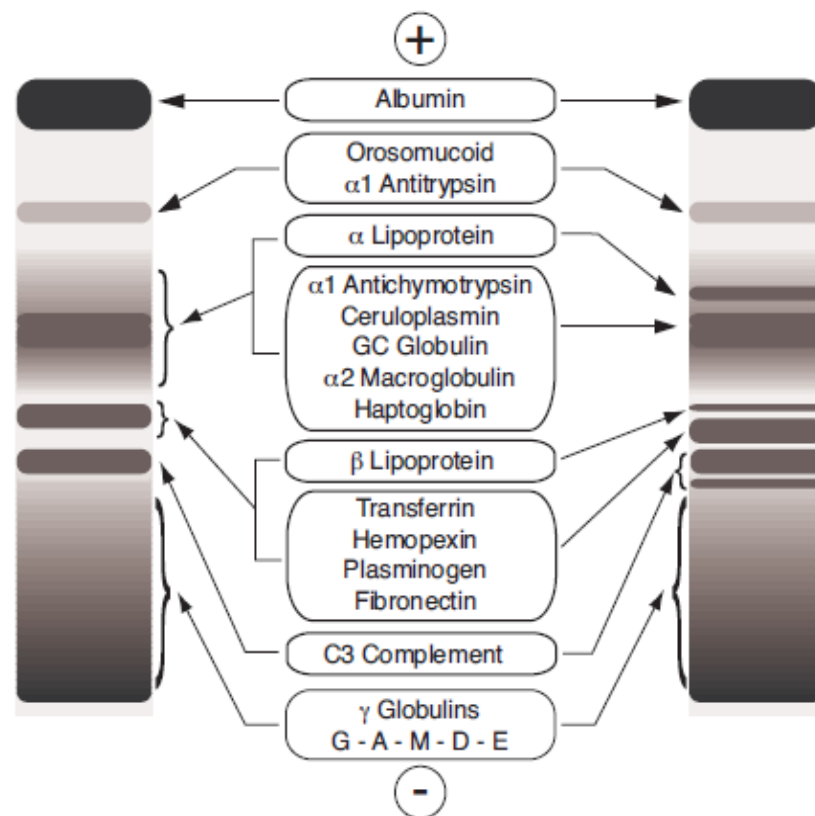 +
Albumin
Orosomucoid
α1 Antitrypsin
α Lipoprotein
α1 Antichymotrypsin
Ceruloplasmin
GC Globulin
α2 Macroglobulin
Haptoglobin
β Lipoprotein
Transferrin
Hemopexin
Plasminogen
Fibronectin
C3 Complement
γ Globulins
G - A - M - D - E
-